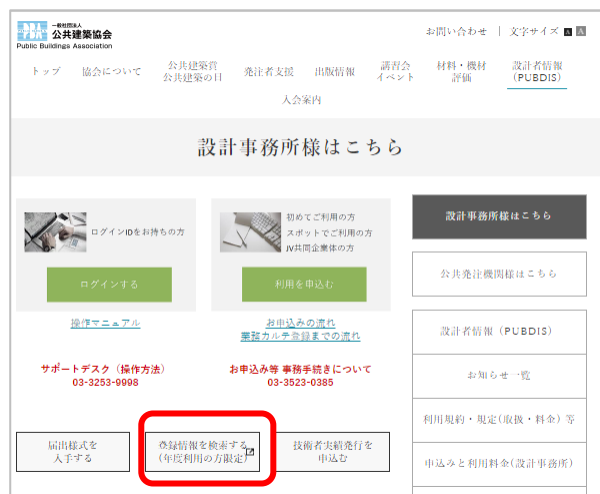 一般社団法人
公共建築協会
Public Buildings Association
お問い合わせ | 文字サイズ A A
トップ
協会について
公共建築賞
公共建築の日
発注者支援
出版情報
講習会
イベント
材料・機材
評価
設計者情報
(PUBDIS)
入会案内
設計事務所様はこちら
ログインIDをお持ちの方
ログインする
操作マニュアル
サポートデスク(操作方法)
03-3253-9998
初めてご利用の方
スポットでご利用の方
JV共同企業体の方
利用を申込む
お申込みの流れ
業務カルテ登録までの流れ
お申込み等 事務手続きについて
03-3523-0385
届出様式を
入手する
登録情報を検索する
(年度利用の方限定)
技術者実績発行を
申込む
設計事務所様はこちら
公共発注機関様はこちら
設計者情報(PUBDIS)
お知らせ一覧
利用規約・規定(取扱・料金)等
申込みと利用料金(設計事務所)